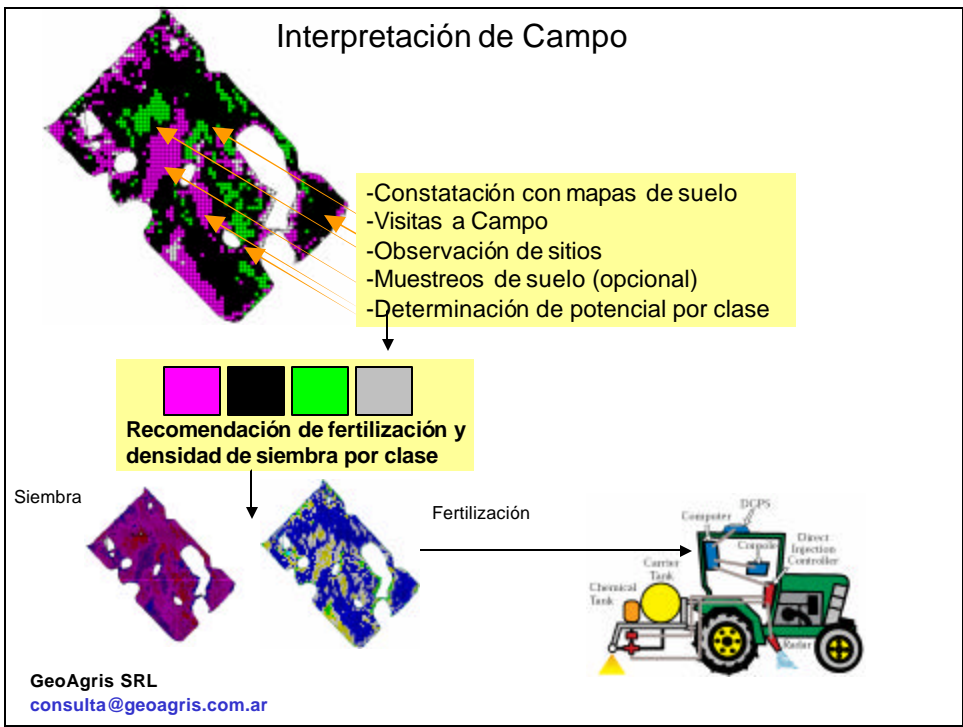 Interpretación de Campo
-Constatación con mapas de suelo
-Visitas a Campo
-Observación de sitios
-Muestreos de suelo (opcional)
-Determinación de potencial por clase
Recomendación de fertilización y
densidad de siembra por clase
Siembra
Fertilización
DGPS
Computer
Console
Direct
Injection
Controller
Carrier
Tank
Chemical
Tank
Radar
GeoAgris SRL
consulta@geoagris.com.ar